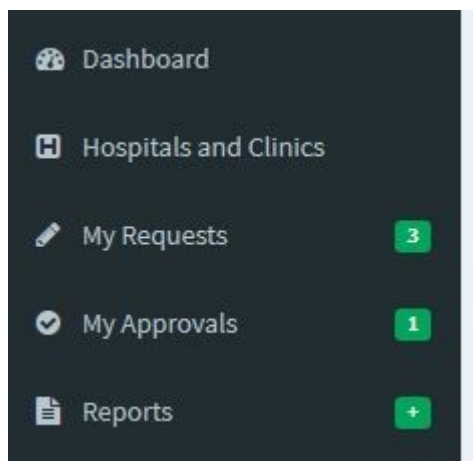 Dashboard
H Hospitals and Clinics
My Requests 3
My Approvals 1
Reports +